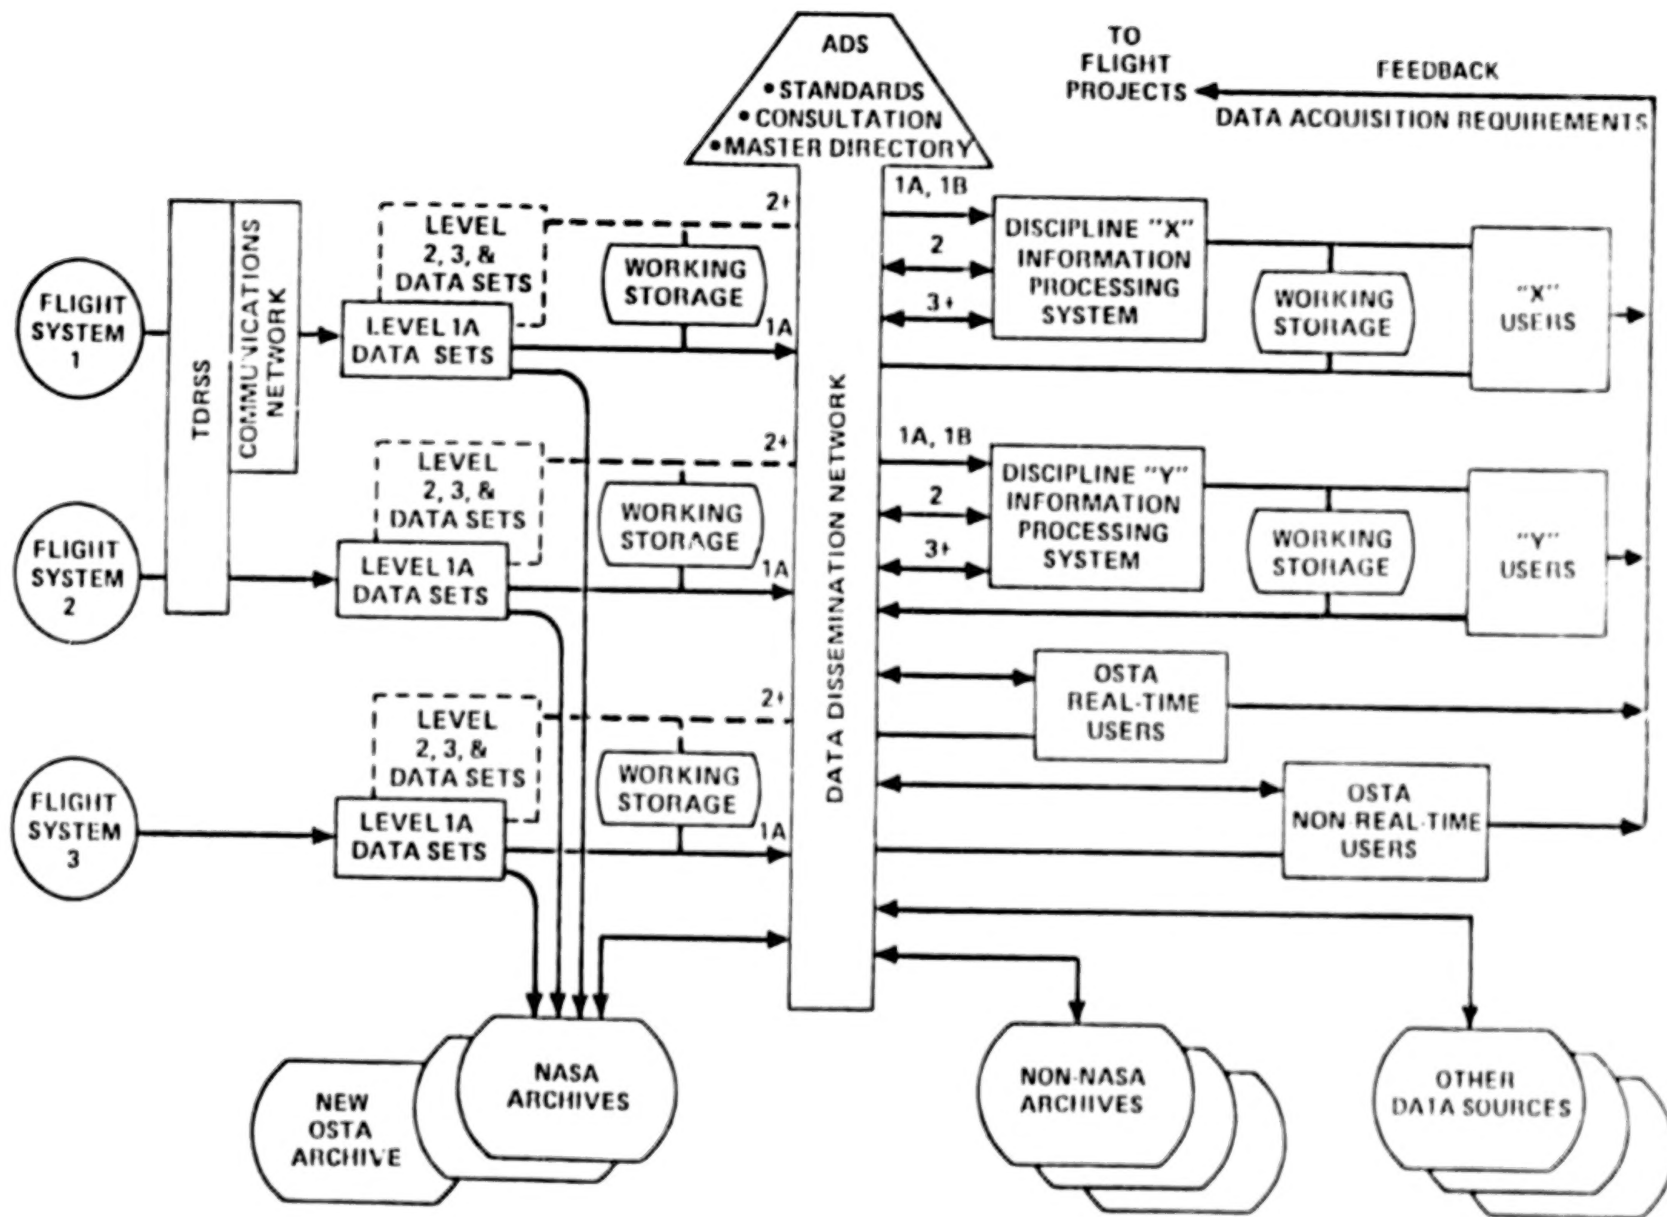 ADS
• STANDARDS
• CONSULTATION
• MASTER DIRECTORY
TO
FLIGHT
PROJECTS
FEEDBACK
DATA ACQUISITION REQUIREMENTS
FLIGHT
SYSTEM
1
FLIGHT
SYSTEM
2
FLIGHT
SYSTEM
3
TDRSS
COMMUNICATIONS
NETWORK
LEVEL
2, 3, &
DATA SETS
LEVEL 1A
DATA SETS
2+
WORKING
STORAGE
1A
LEVEL
2, 3, &
DATA SETS
LEVEL 1A
DATA SETS
2+
WORKING
STORAGE
1A
LEVEL
2, 3, &
DATA SETS
LEVEL 1A
DATA SETS
2+
WORKING
STORAGE
1A
DATA DISSEMINATION NETWORK
1A, 1B
2
3+
DISCIPLINE "X"
INFORMATION
PROCESSING
SYSTEM
WORKING
STORAGE
"X"
USERS
1A, 1B
2
3+
DISCIPLINE "Y"
INFORMATION
PROCESSING
SYSTEM
WORKING
STORAGE
"Y"
USERS
OSTA
REAL-TIME
USERS
OSTA
NON-REAL-TIME
USERS
NEW
OSTA
ARCHIVE
NASA
ARCHIVES
NON-NASA
ARCHIVES
OTHER
DATA SOURCES